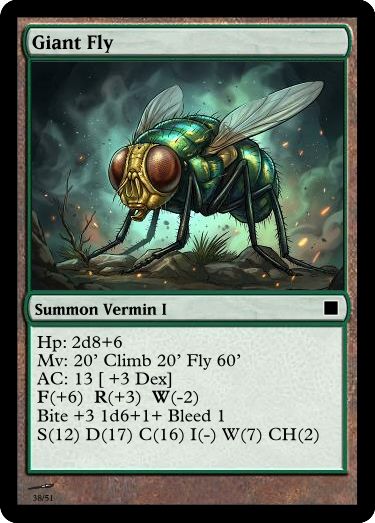 Giant Fly
Summon Vermin I
Hp: 2d8+6
Mv: 20' Climb 20' Fly 60'
AC: 13 [ +3 Dex]
F(+6) R(+3) W(-2)
Bite +3 1d6+1+ Bleed 1
S(12) D(17) C(16) I(-) W(7) CH(2)
38/51